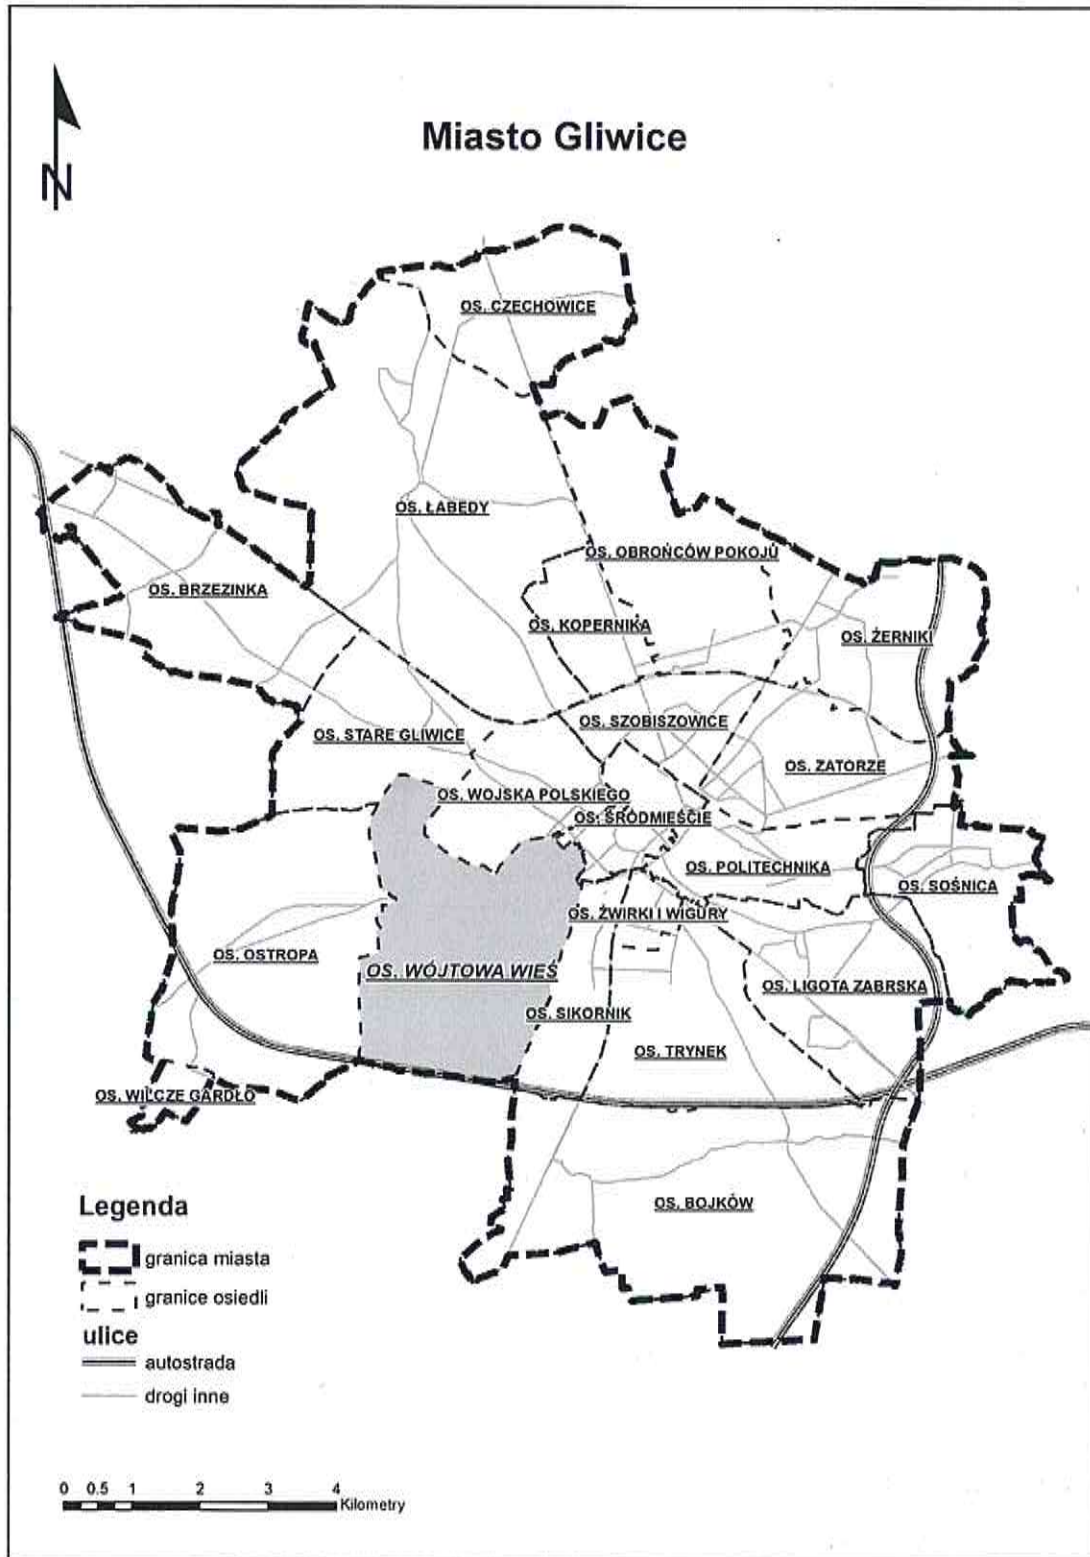 Miasto Gliwice
N
OS. CZECHOWICE
OS. ŁABĘDY
OS. OBROŃCÓW POKOJU
OS. BRZEZINKA
OS. KOPERNIKA
OS. ŻERNIKI
OS. SZOBISZOWICE
OS. STARE GLIWICE
OS. ZATORZE
OS. WOJSKA POLSKIEGO
OS. ŚRÓDMIEŚCIE
OS. POLITECHNIKA
OS. SOŚNICA
OS. ŻWIRKI I WIGURY
OS. OSTROPA
OS. WÓJTOWA WIEŚ
OS. LIGOTA ZABRSKA
OS. SIKORNIK
OS. TRYNEK
OS. WILCZE GARDŁO
OS. BOJKÓW
Legenda
granica miasta
granice osiedli
ulice
autostrada
drogi inne
0 0.5 1 2 3 4
Kilometry